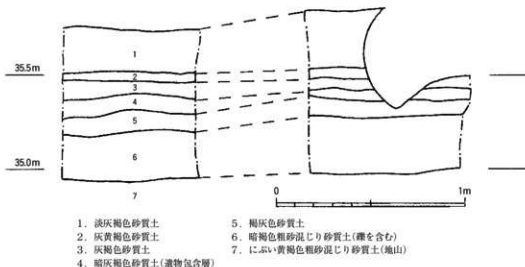 1
35.5m
2
3
4
5
6
35.0m
7
0 1m
1. 淡灰褐色砂質土
2. 灰黄褐色砂質土
3. 灰褐色砂質土
4. 暗灰褐色砂質土(遺物包含層)
5. 褐灰色砂質土
6. 暗褐色粗砂混じり砂質土(礫を含む)
7. にぶい黄褐色粗砂混じり砂質土(地山)